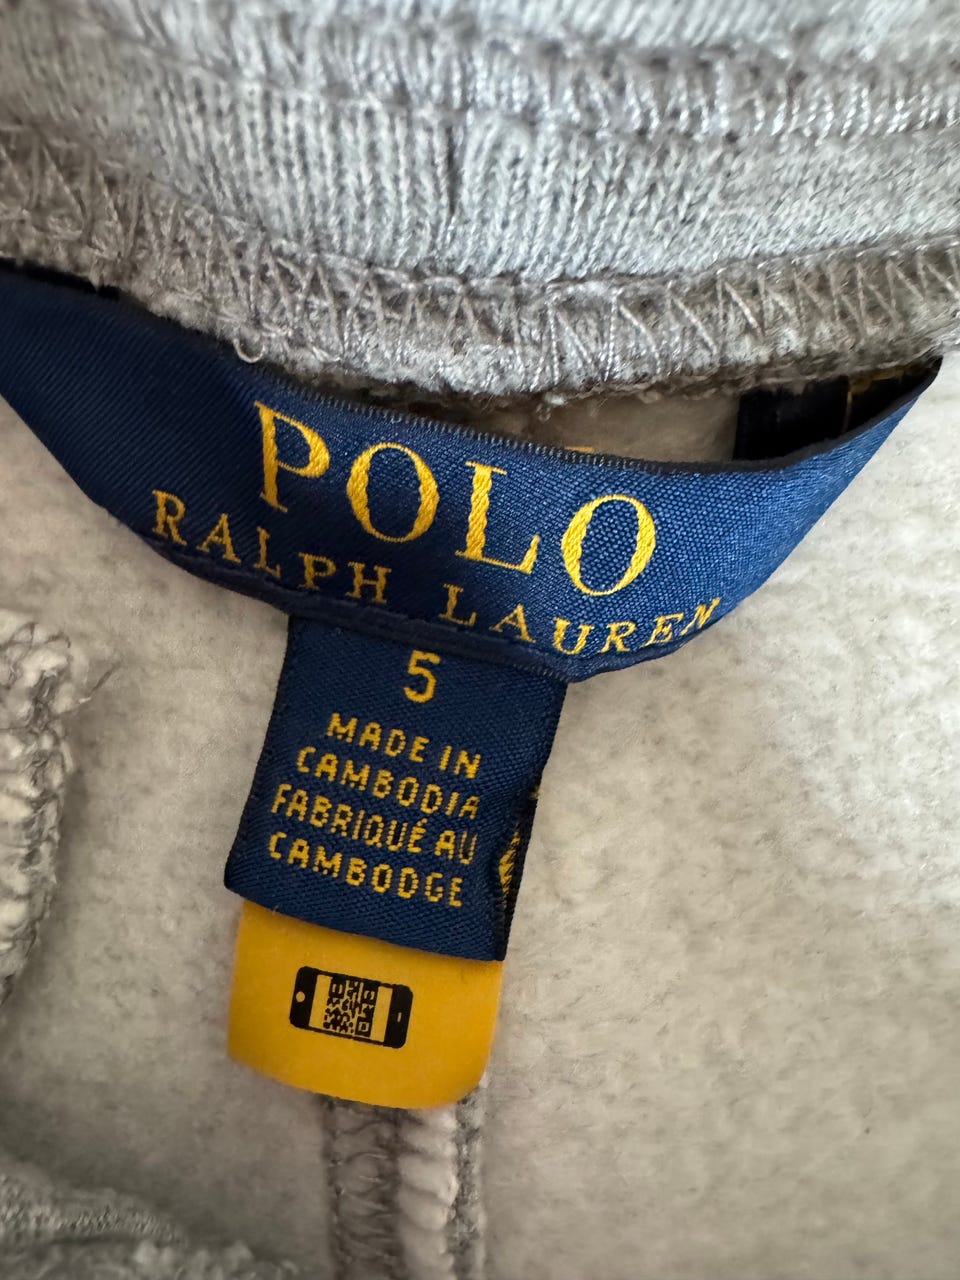 POLO
RALPH LAUREN
5
MADE IN
CAMBODIA
FABRIQUÉ AU
CAMBODGE